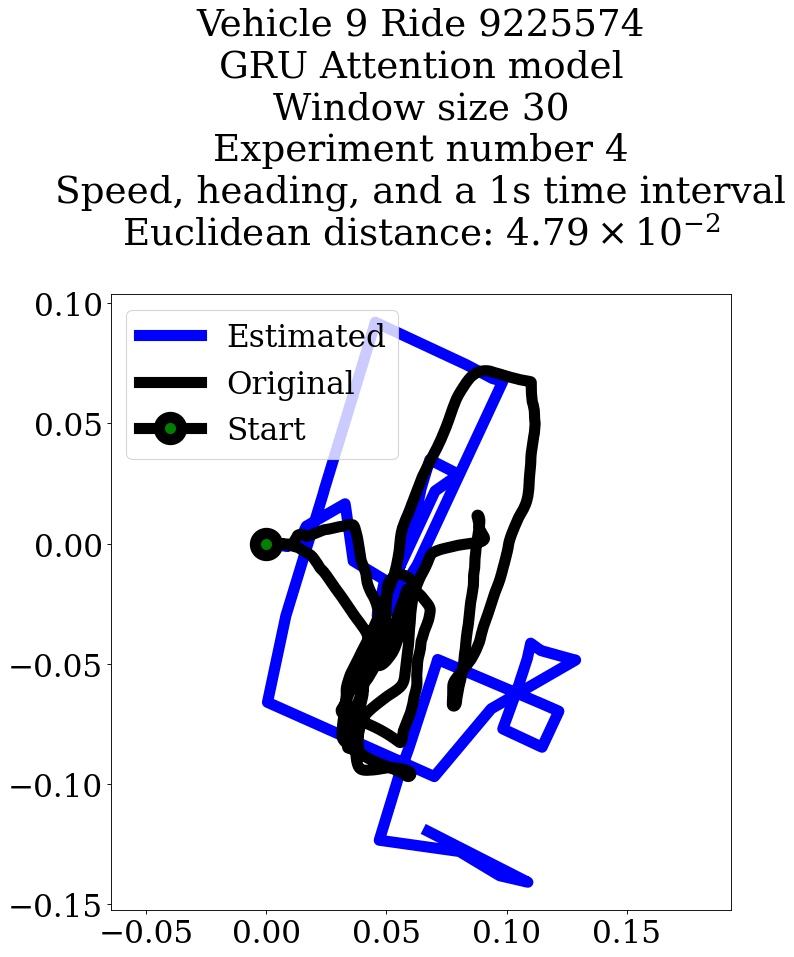 Vehicle 9 Ride 9225574
GRU Attention model
Window size 30
Experiment number 4
Speed, heading, and a 1s time interval
Euclidean distance: 4.79 × 10⁻²
Estimated
Original
Start
0.10
0.05
0.00
−0.05
−0.10
−0.15
−0.05 0.00 0.05 0.10 0.15